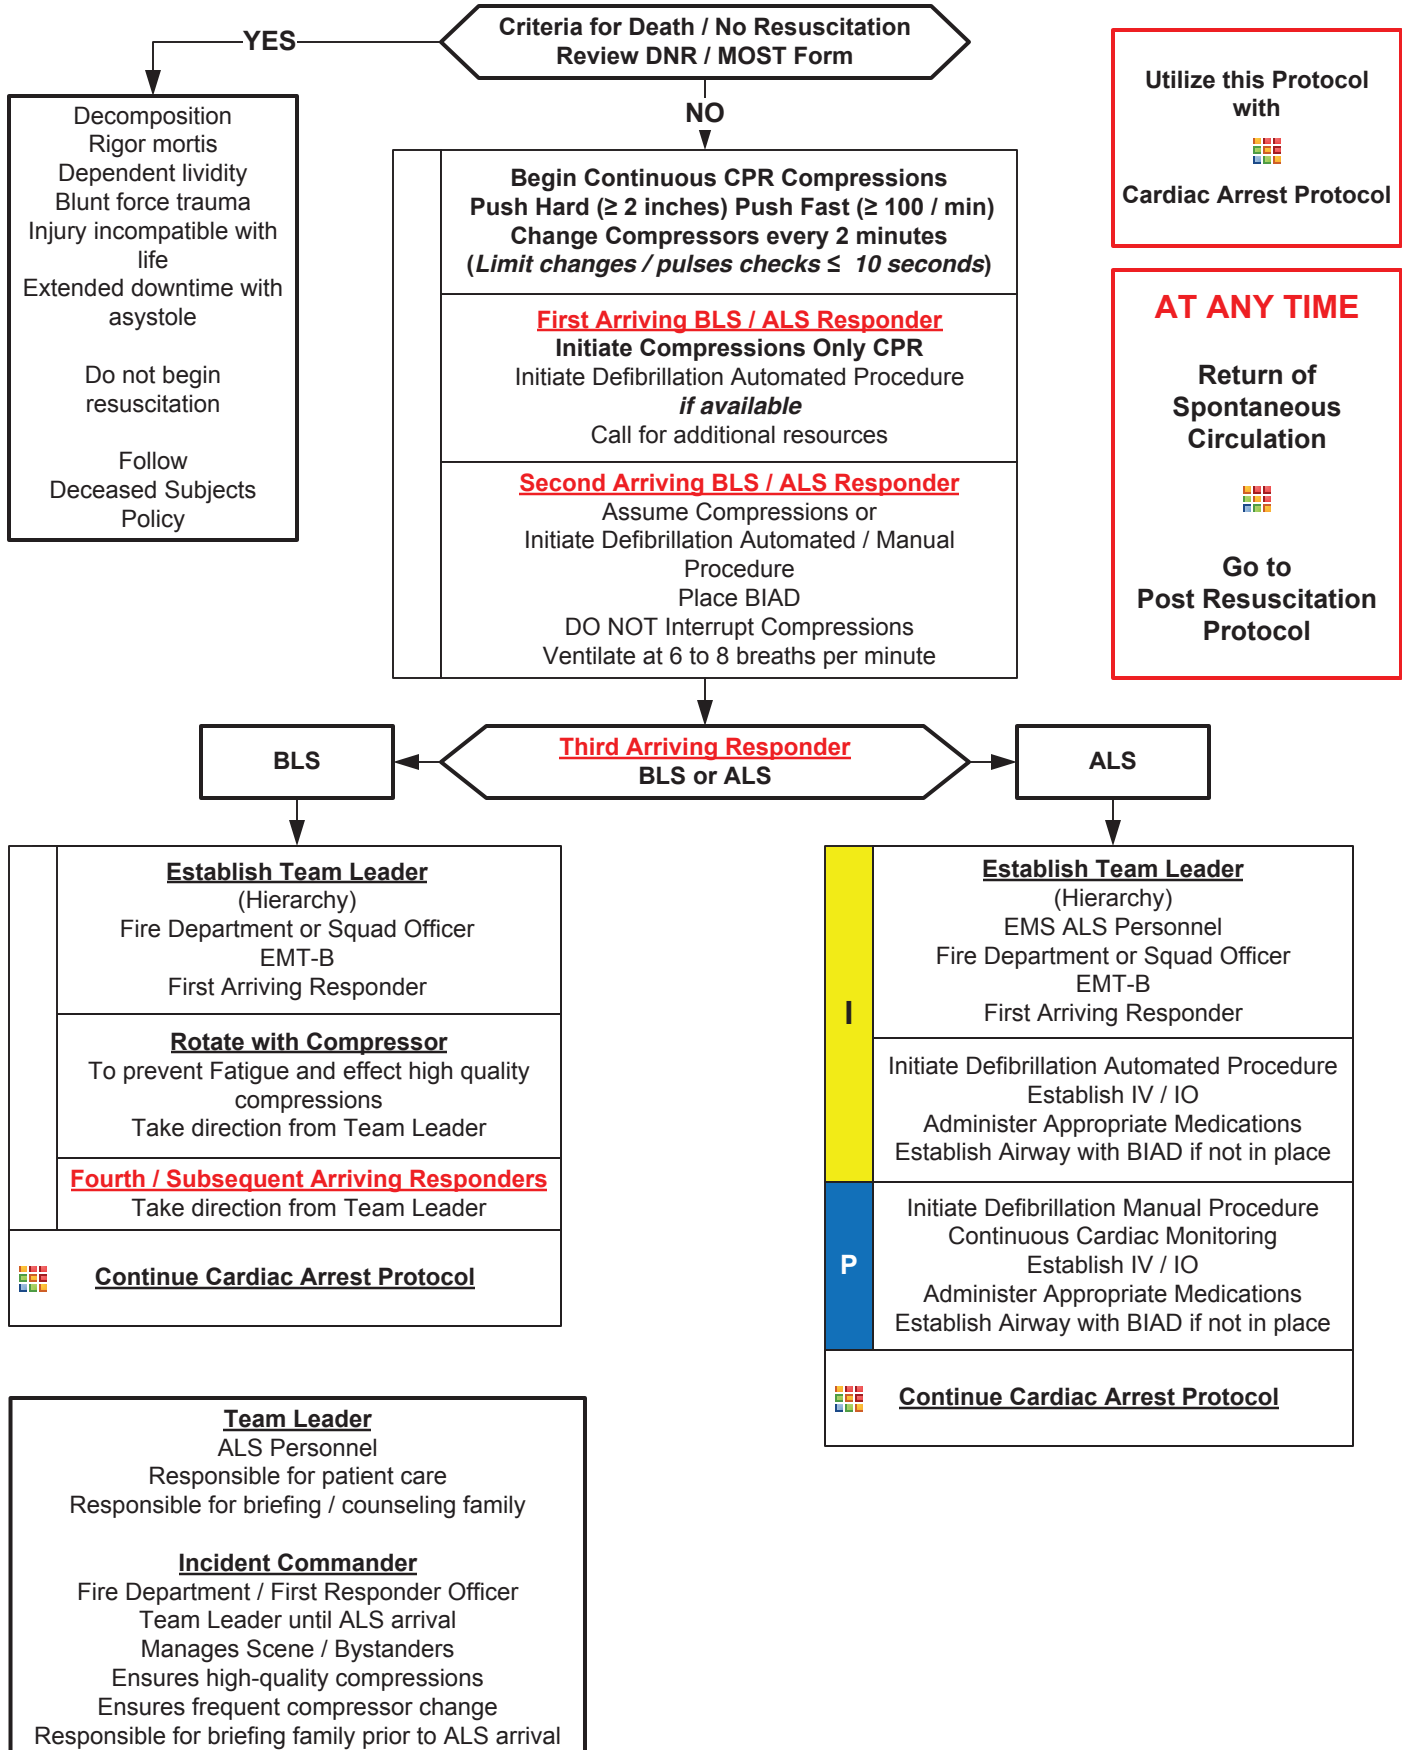 Criteria for Death / No Resuscitation
Review DNR / MOST Form
YES
NO
Decomposition
Rigor mortis
Dependent lividity
Blunt force trauma
Injury incompatible with
life
Extended downtime with
asystole
Do not begin
resuscitation
Follow
Deceased Subjects
Policy
Begin Continuous CPR Compressions
Push Hard (≥ 2 inches) Push Fast (≥ 100 / min)
Change Compressors every 2 minutes
(Limit changes / pulses checks ≤ 10 seconds)
First Arriving BLS / ALS Responder
Initiate Compressions Only CPR
Initiate Defibrillation Automated Procedure
if available
Call for additional resources
Second Arriving BLS / ALS Responder
Assume Compressions or
Initiate Defibrillation Automated / Manual
Procedure
Place BIAD
DO NOT Interrupt Compressions
Ventilate at 6 to 8 breaths per minute
Utilize this Protocol
with
Cardiac Arrest Protocol
AT ANY TIME
Return of
Spontaneous
Circulation
Go to
Post Resuscitation
Protocol
Third Arriving Responder
BLS or ALS
BLS
ALS
Establish Team Leader
(Hierarchy)
Fire Department or Squad Officer
EMT-B
First Arriving Responder
Rotate with Compressor
To prevent Fatigue and effect high quality
compressions
Take direction from Team Leader
Fourth / Subsequent Arriving Responders
Take direction from Team Leader
Continue Cardiac Arrest Protocol
I
Establish Team Leader
(Hierarchy)
EMS ALS Personnel
Fire Department or Squad Officer
EMT-B
First Arriving Responder
Initiate Defibrillation Automated Procedure
Establish IV / IO
Administer Appropriate Medications
Establish Airway with BIAD if not in place
P
Initiate Defibrillation Manual Procedure
Continuous Cardiac Monitoring
Establish IV / IO
Administer Appropriate Medications
Establish Airway with BIAD if not in place
Continue Cardiac Arrest Protocol
Team Leader
ALS Personnel
Responsible for patient care
Responsible for briefing / counseling family
Incident Commander
Fire Department / First Responder Officer
Team Leader until ALS arrival
Manages Scene / Bystanders
Ensures high-quality compressions
Ensures frequent compressor change
Responsible for briefing family prior to ALS arrival